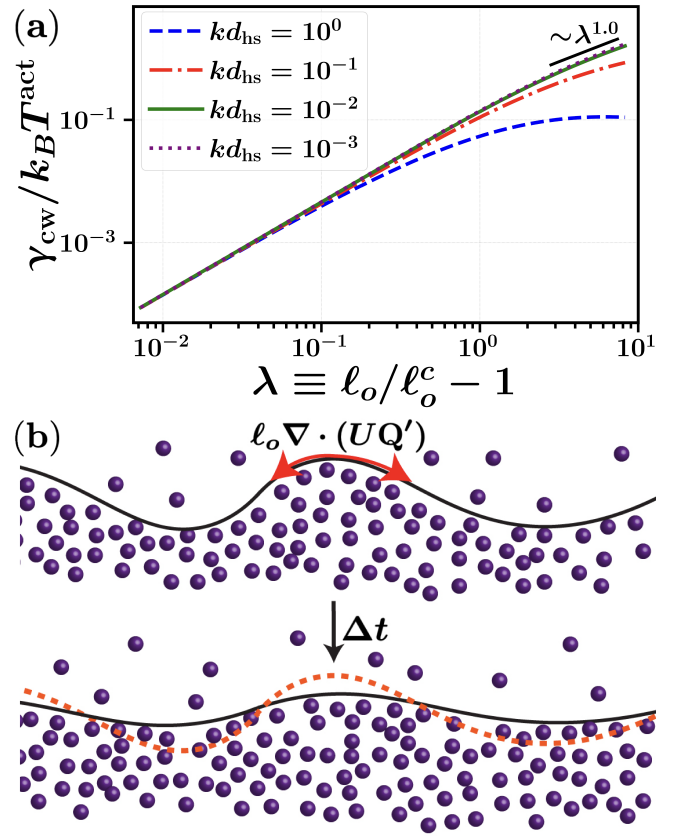 (a)
kd_hs = 10^0
kd_hs = 10^-1
kd_hs = 10^-2
kd_hs = 10^-3
∼λ^1.0
γ_cw/k_BT^act
10^-1
10^-3
10^-2 10^-1 10^0 10^1
λ ≡ ℓ_o/ℓ_o^c − 1
(b)
ℓ_o∇ · (UQ′)
Δt